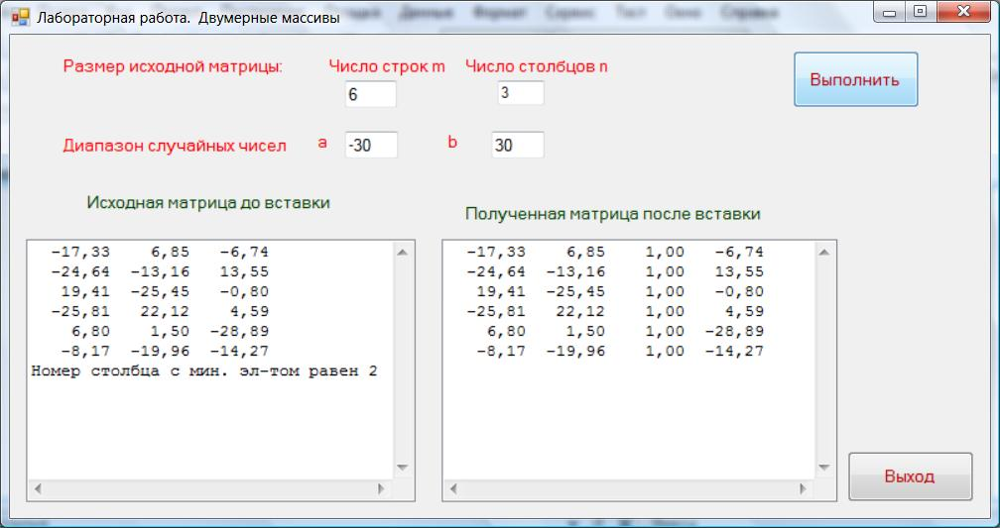 Лабораторная работа. Двумерные массивы
Размер исходной матрицы: Число строк m Число столбцов n
6 3
Выполнить
Диапазон случайных чисел a -30 b 30
Исходная матрица до вставки
-17,33 6,85 -6,74
-24,64 -13,16 13,55
19,41 -25,45 -0,80
-25,81 22,12 4,59
6,80 1,50 -28,89
-8,17 -19,96 -14,27
Номер столбца с мин. эл-том равен 2
Полученная матрица после вставки
-17,33 6,85 1,00 -6,74
-24,64 -13,16 1,00 13,55
19,41 -25,45 1,00 -0,80
-25,81 22,12 1,00 4,59
6,80 1,50 1,00 -28,89
-8,17 -19,96 1,00 -14,27
Выход